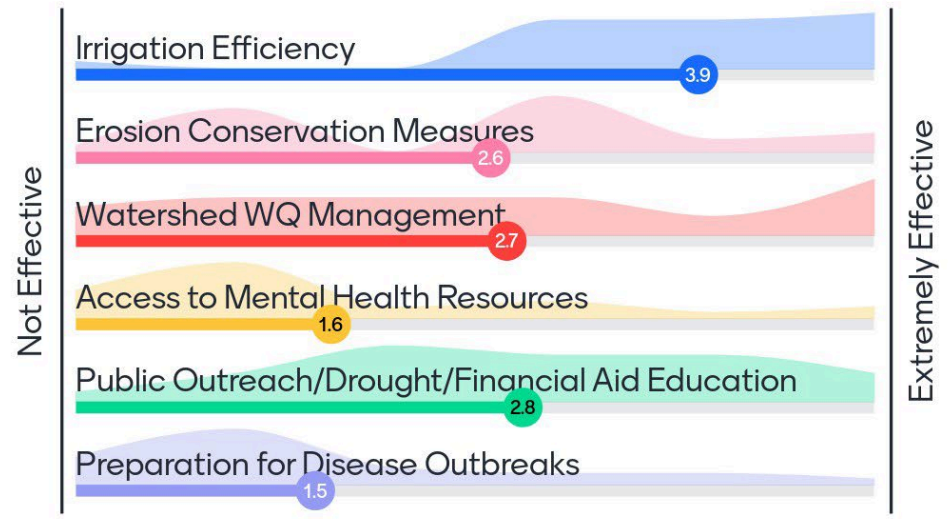 Not Effective
Irrigation Efficiency
3.9
Erosion Conservation Measures
2.6
Watershed WQ Management
2.7
Access to Mental Health Resources
1.6
Public Outreach/Drought/Financial Aid Education
2.8
Preparation for Disease Outbreaks
1.5
Extremely Effective